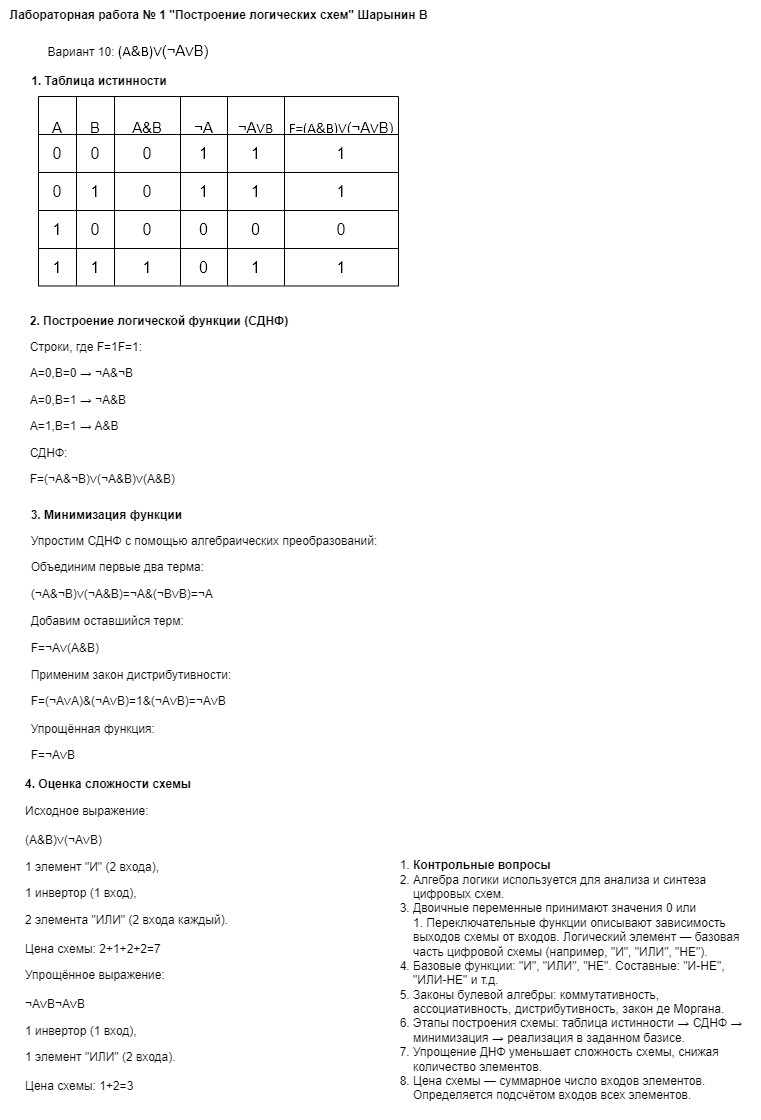 Лабораторная работа № 1 "Построение логических схем" Шарынин В
Вариант 10: (A&B)∨(¬A∨B)
1. Таблица истинности
A B A&B ¬A ¬A∨B F=(A&B)∨(¬A∨B)
0 0 0 1 1 1
0 1 0 1 1 1
1 0 0 0 0 0
1 1 1 0 1 1
2. Построение логической функции (СДНФ)
Строки, где F=1F=1:
A=0,B=0 → ¬A&¬B
A=0,B=1 → ¬A&B
A=1,B=1 → A&B
СДНФ:
F=(¬A&¬B)∨(¬A&B)∨(A&B)
3. Минимизация функции
Упростим СДНФ с помощью алгебраических преобразований:
Объединим первые два терма:
(¬A&¬B)∨(¬A&B)=¬A&(¬B∨B)=¬A
Добавим оставшийся терм:
F=¬A∨(A&B)
Применим закон дистрибутивности:
F=(¬A∨A)&(¬A∨B)=1&(¬A∨B)=¬A∨B
Упрощённая функция:
F=¬A∨B
4. Оценка сложности схемы
Исходное выражение:
(A&B)∨(¬A∨B)
1 элемент "И" (2 входа),
1 инвертор (1 вход),
2 элемента "ИЛИ" (2 входа каждый).
Цена схемы: 2+1+2+2=7
Упрощённое выражение:
¬A∨B¬A∨B
1 инвертор (1 вход),
1 элемент "ИЛИ" (2 входа).
Цена схемы: 1+2=3
1. Контрольные вопросы
2. Алгебра логики используется для анализа и синтеза
цифровых схем.
3. Двоичные переменные принимают значения 0 или
1. Переключательные функции описывают зависимость
выходов схемы от входов. Логический элемент — базовая
часть цифровой схемы (например, "И", "ИЛИ", "НЕ").
4. Базовые функции: "И", "ИЛИ", "НЕ". Составные: "И-НЕ",
"ИЛИ-НЕ" и т.д.
5. Законы булевой алгебры: коммутативность,
ассоциативность, дистрибутивность, закон де Моргана.
6. Этапы построения схемы: таблица истинности → СДНФ →
минимизация → реализация в заданном базисе.
7. Упрощение ДНФ уменьшает сложность схемы, снижая
количество элементов.
8. Цена схемы — суммарное число входов элементов.
Определяется подсчётом входов всех элементов.